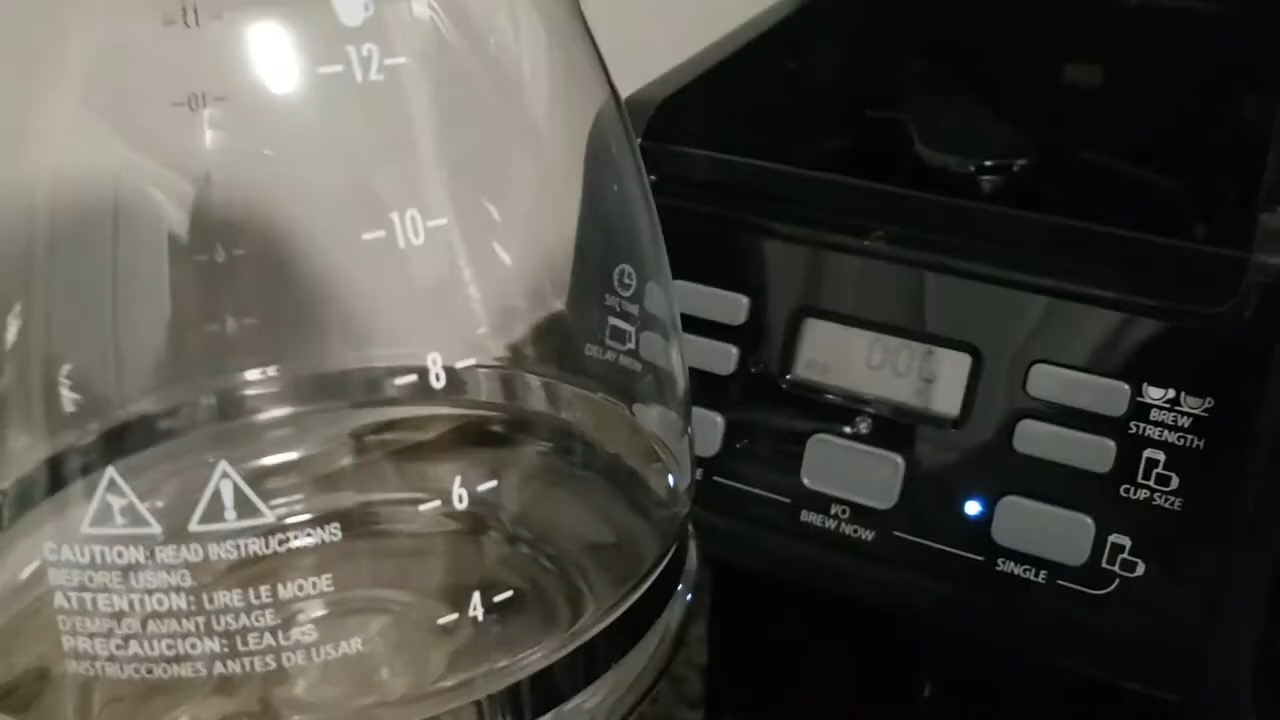 -12-
-10-
-8-
-6-
-4-
CAUTION: READ INSTRUCTIONS
BEFORE USING.
ATTENTION: LIRE LE MODE
D'EMPLOI AVANT USAGE.
PRECAUCION: LEA LAS
INSTRUCCIONES ANTES DE USAR
DELAY
I/O
BREW NOW
BREW
STRENGTH
CUP SIZE
SINGLE